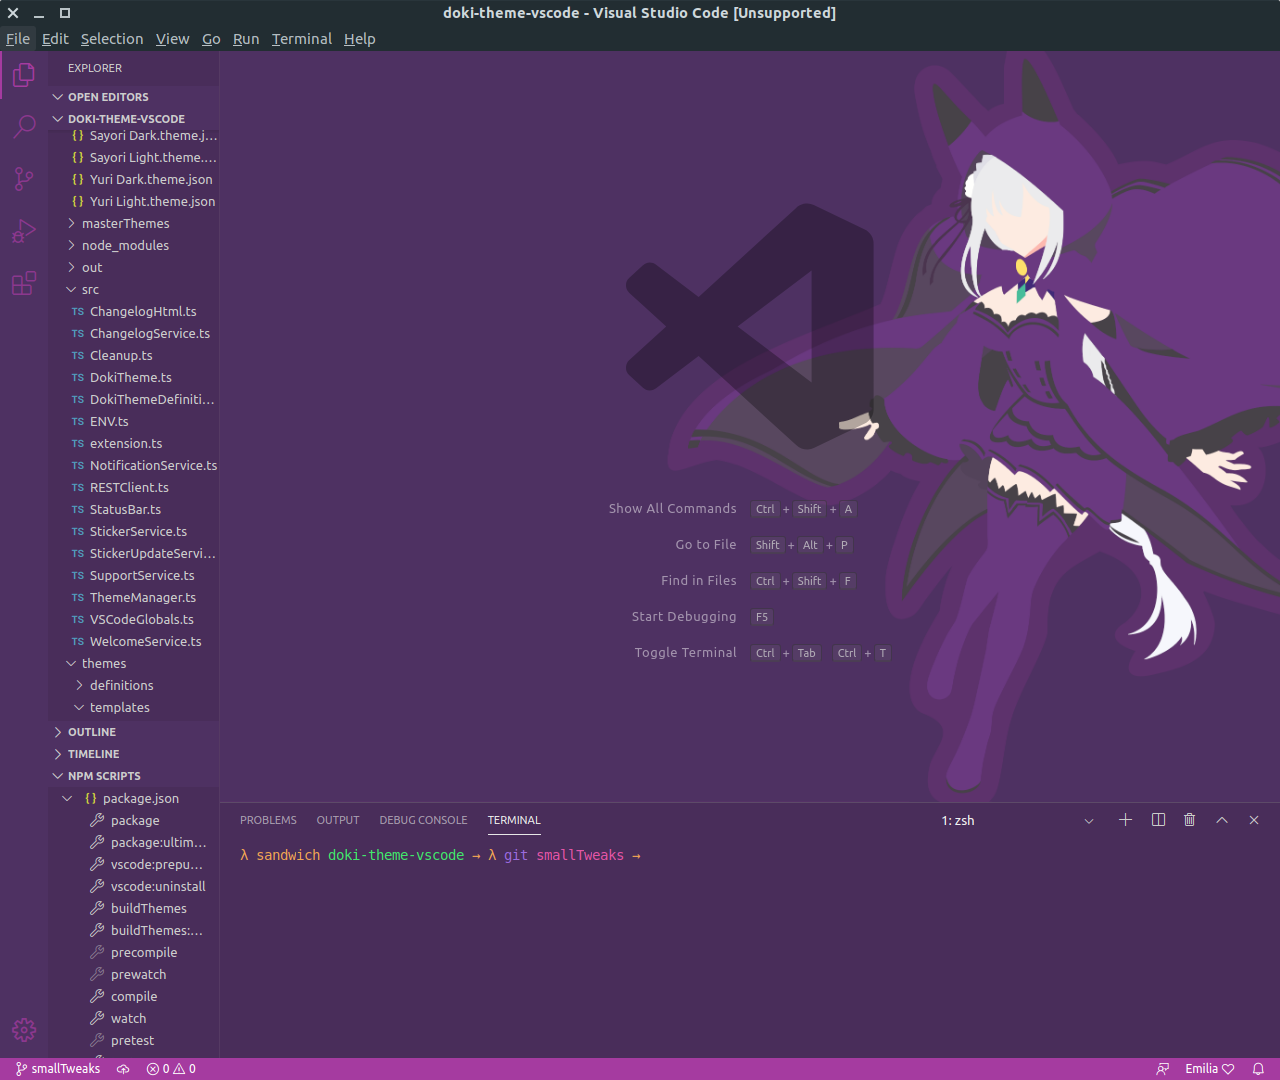 doki-theme-vscode - Visual Studio Code [Unsupported]
File Edit Selection View Go Run Terminal Help
EXPLORER
OPEN EDITORS
DOKI-THEME-VSCODE
{} Sayori Dark.theme.j...
{} Sayori Light.theme....
{} Yuri Dark.theme.json
{} Yuri Light.theme.json
masterThemes
node_modules
out
src
TS ChangelogHtml.ts
TS ChangelogService.ts
TS Cleanup.ts
TS DokiTheme.ts
TS DokiThemeDefiniti...
TS ENV.ts
TS extension.ts
TS NotificationService.ts
TS RESTClient.ts
TS StatusBar.ts
TS StickerService.ts
TS StickerUpdateServi...
TS SupportService.ts
TS ThemeManager.ts
TS VSCodeGlobals.ts
TS WelcomeService.ts
themes
definitions
templates
OUTLINE
TIMELINE
NPM SCRIPTS
{} package.json
package
package:ultim...
vscode:prepu...
vscode:uninstall
buildThemes
buildThemes:...
precompile
prewatch
compile
watch
pretest
Show All Commands Ctrl + Shift + A
Go to File Shift + Alt + P
Find in Files Ctrl + Shift + F
Start Debugging F5
Toggle Terminal Ctrl + Tab Ctrl + T
PROBLEMS OUTPUT DEBUG CONSOLE TERMINAL 1: zsh
λ sandwich doki-theme-vscode → λ git smallTweaks →
smallTweaks 0 0 Emilia♡